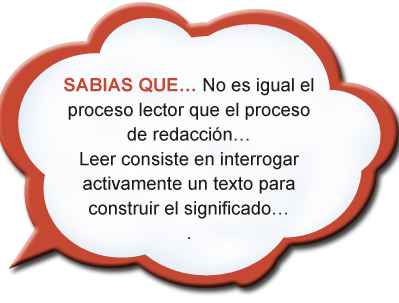 SABIAS QUE... No es igual el
proceso lector que el proceso
de redacción...
Leer consiste en interrogar
activamente un texto para
construir el significado...
.